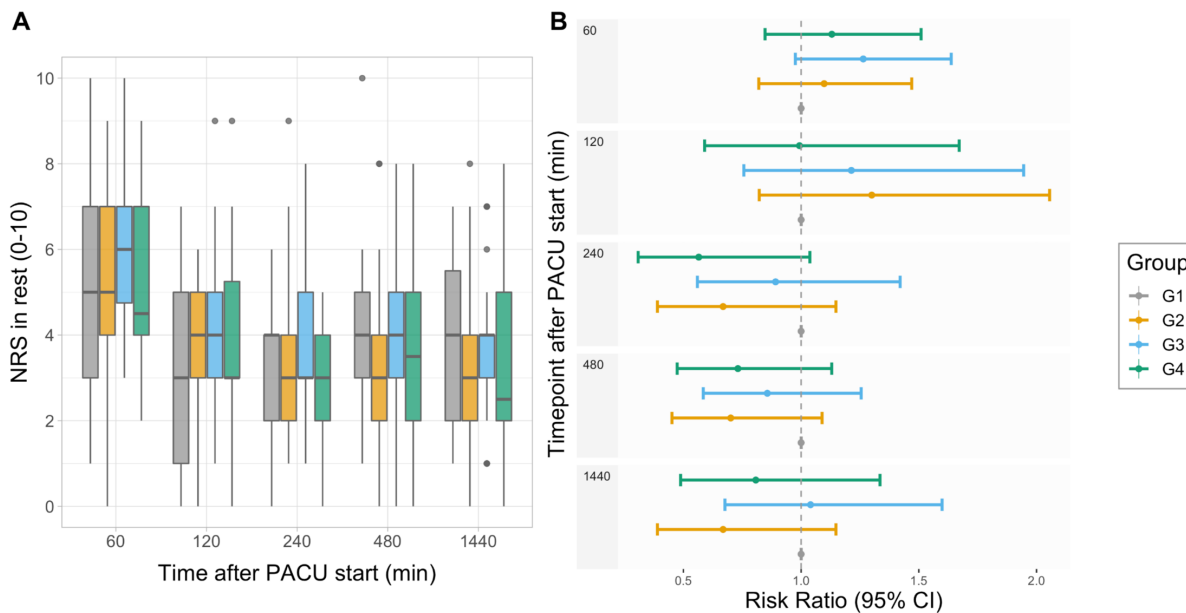 A
NRS in rest (0-10)
10
8
6
4
2
0
60
120
240
480
1440
Time after PACU start (min)
B
Timepoint after PACU start (min)
60
120
240
480
1440
0.5
1.0
1.5
2.0
Risk Ratio (95% CI)
Group
G1
G2
G3
G4